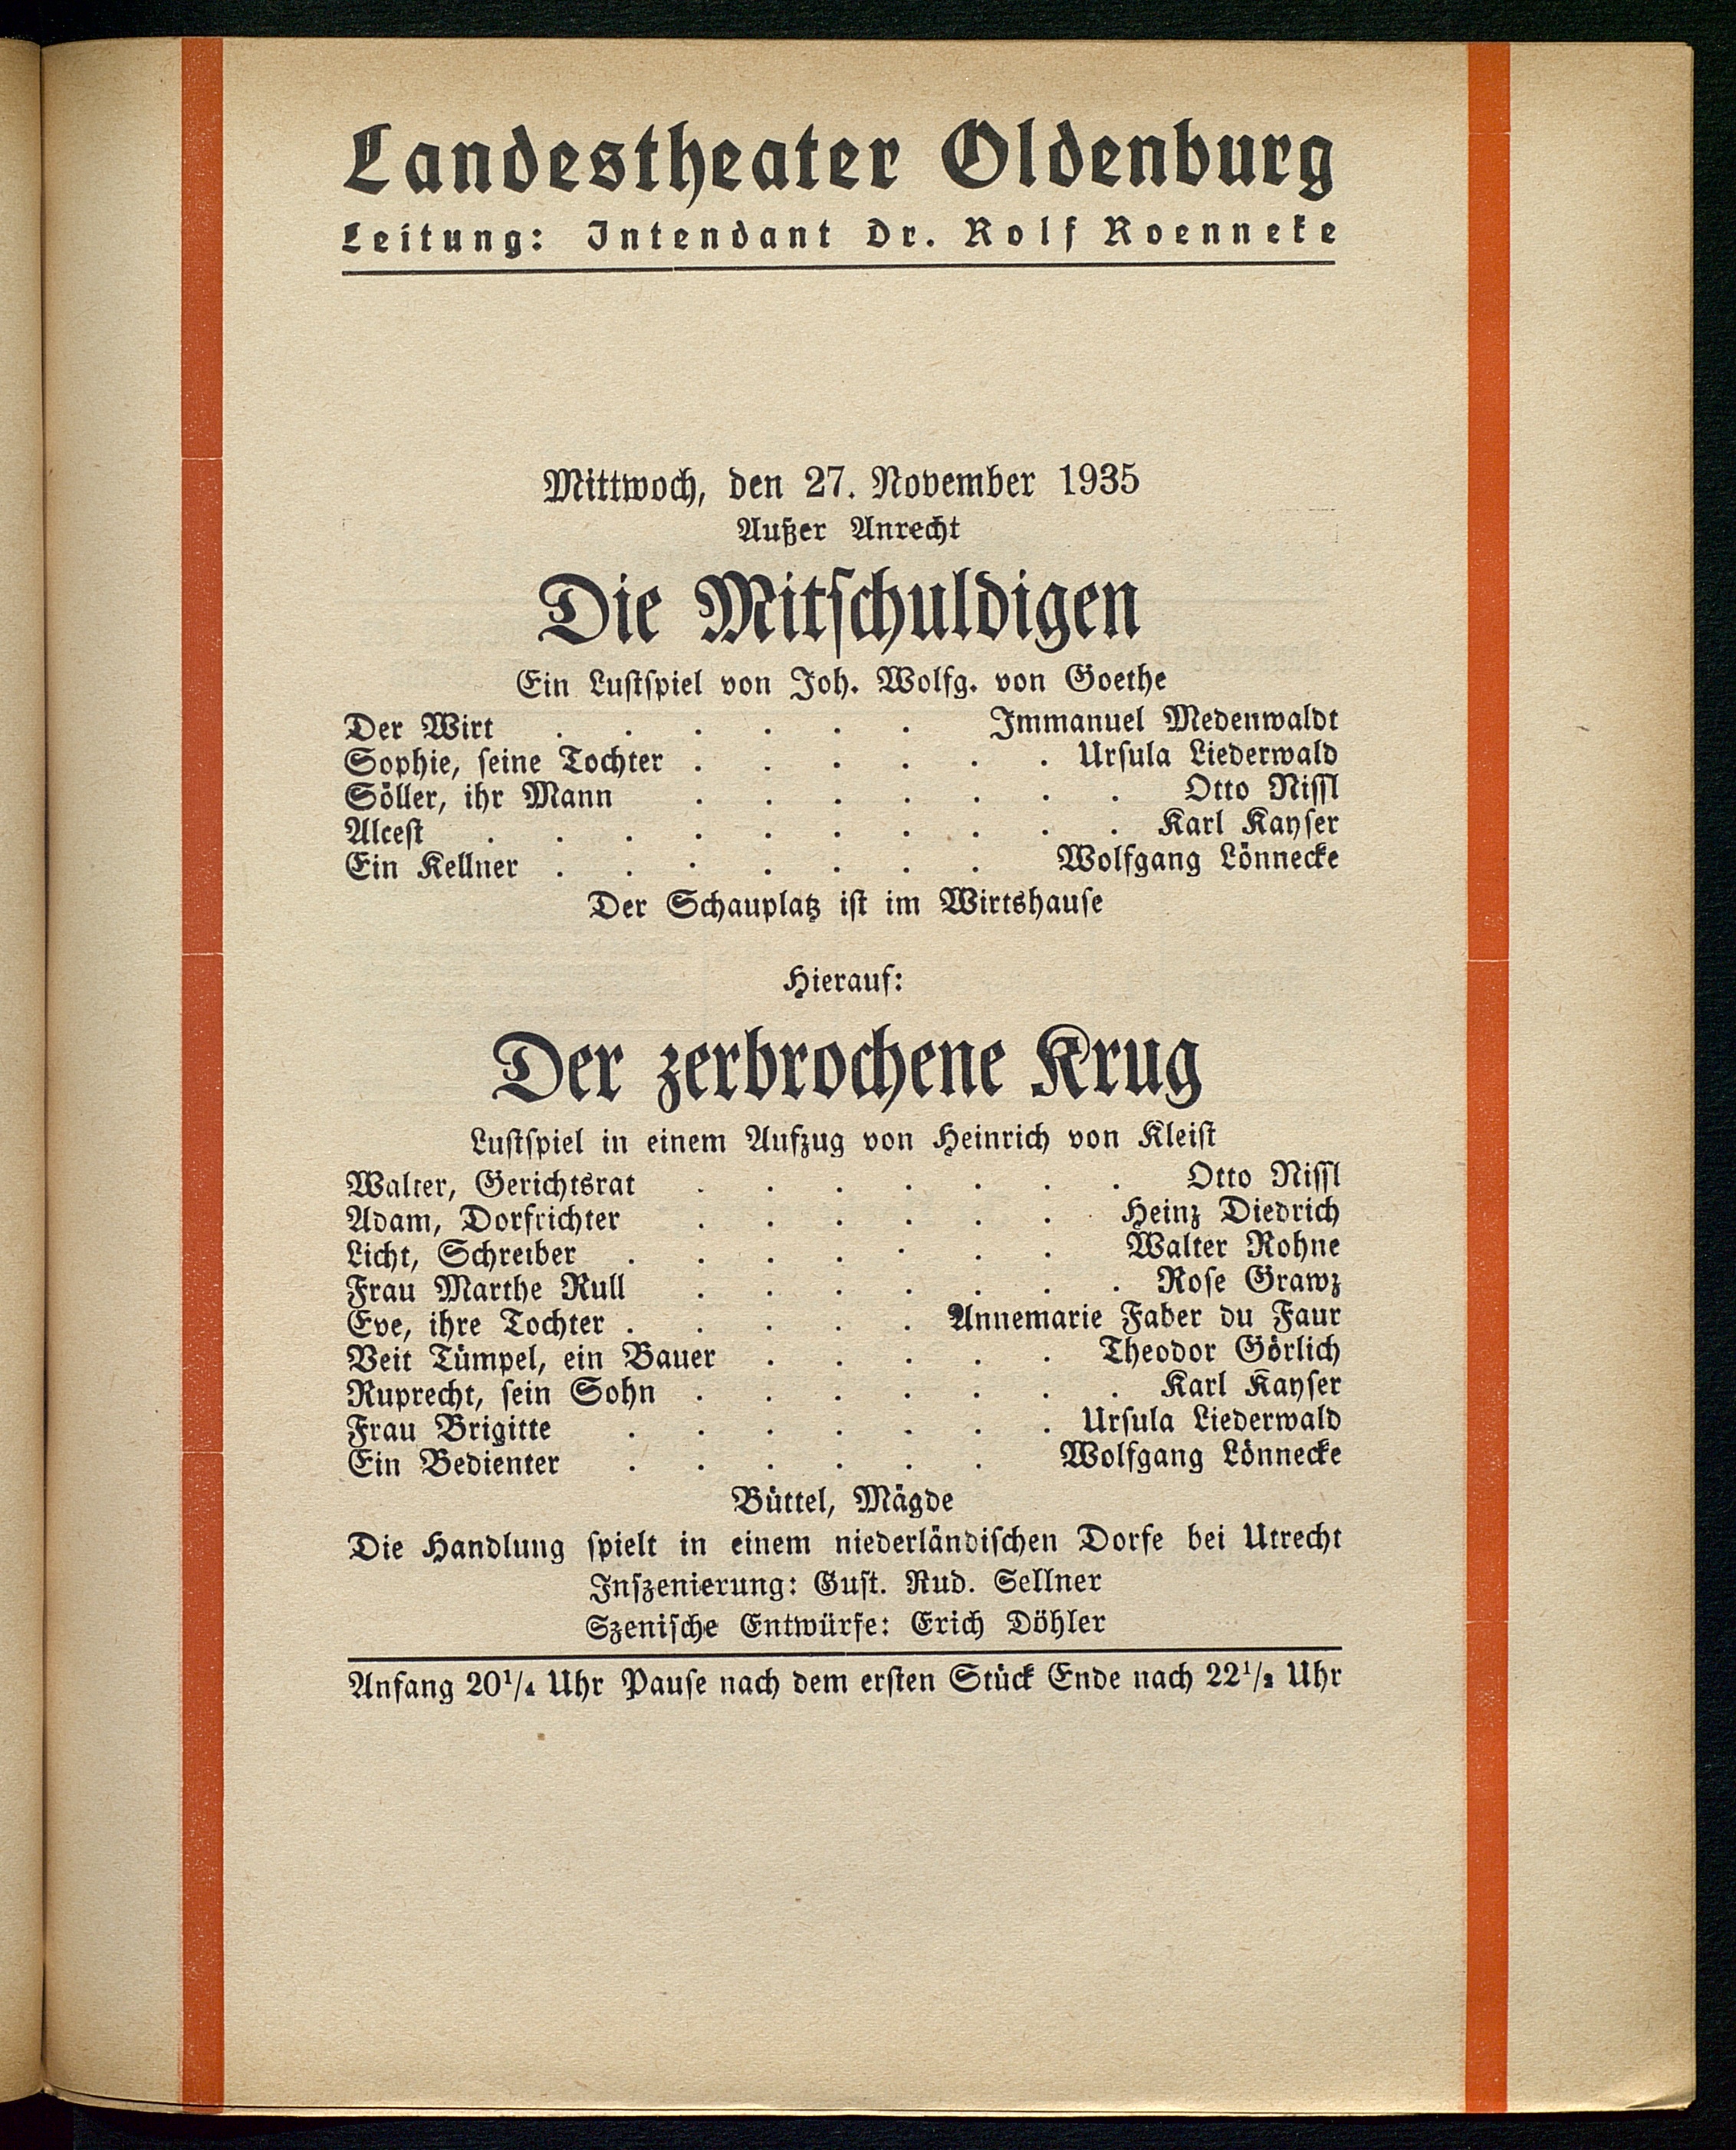 Landestheater Oldenburg
Leitung: Intendant Dr. Rolf Roenneke
Mittwoch, den 27. November 1935
Außer Anrecht
Die Mitschuldigen
Ein Lustspiel von Joh. Wolfg. von Goethe
Der Wirt . . . . . . Immanuel Medenwaldt
Sophie, seine Tochter . . . . . . Ursula Liederwald
Söller, ihr Mann . . . . . . . Otto Nissl
Alcest . . . . . . . . . . Karl Kayser
Ein Kellner . . . . . . . Wolfgang Lönnecke
Der Schauplatz ist im Wirtshause
Hierauf:
Der zerbrochene Krug
Lustspiel in einem Aufzug von Heinrich von Kleist
Walter, Gerichtsrat . . . . . . . Otto Nissl
Adam, Dorfrichter . . . . . . . Heinz Diedrich
Licht, Schreiber . . . . . . . Walter Rohne
Frau Marthe Rull . . . . . . . Rose Grawz
Eve, ihre Tochter . . . . . Annemarie Faber du Faur
Veit Tümpel, ein Bauer . . . . . Theodor Görlich
Ruprecht, sein Sohn . . . . . . . Karl Kayser
Frau Brigitte . . . . . . . Ursula Liederwald
Ein Bedienter . . . . . . Wolfgang Lönnecke
Büttel, Mägde
Die Handlung spielt in einem niederländischen Dorfe bei Utrecht
Inszenierung: Gust. Rud. Sellner
Szenische Entwürfe: Erich Döhler
Anfang 20¹/₄ Uhr Pause nach dem ersten Stück Ende nach 22¹/₂ Uhr